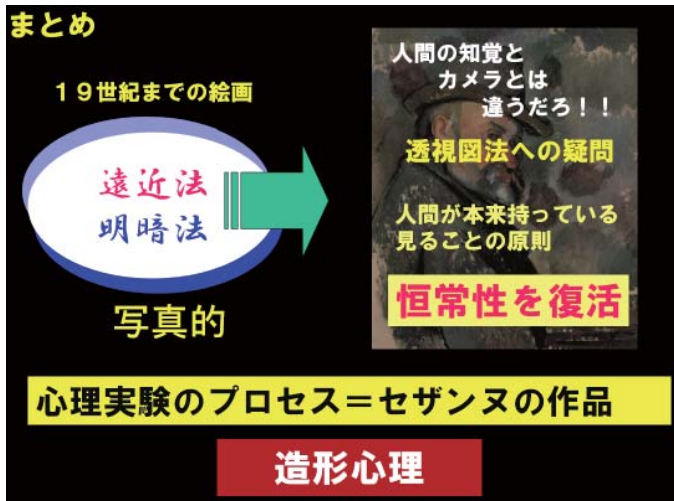 まとめ
１９世紀までの絵画
遠近法
明暗法
写真的
人間の知覚と
カメラとは
違うだろ！！
透視図法への疑問
人間が本来持っている
見ることの原則
恒常性を復活
心理実験のプロセス＝セザンヌの作品
造形心理